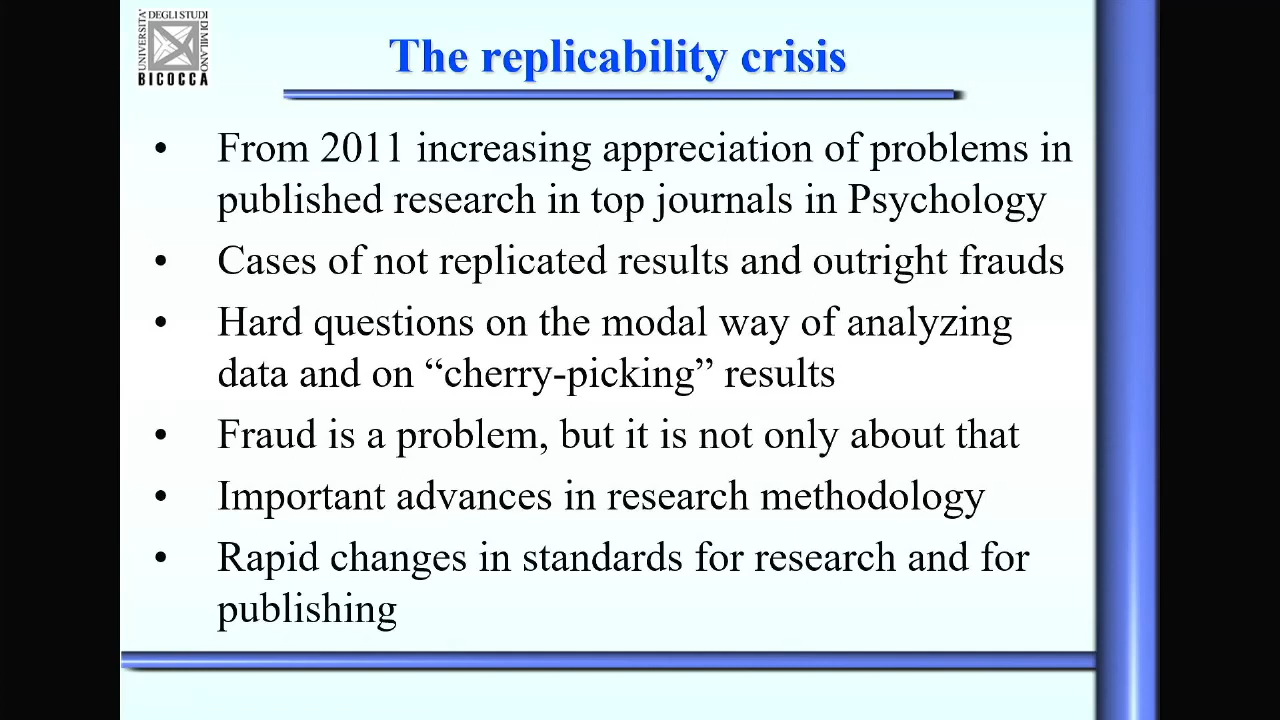 UNIVERSITA'
DEGLI STUDI
DI MILANO
BICOCCA
The replicability crisis
• From 2011 increasing appreciation of problems in
published research in top journals in Psychology
• Cases of not replicated results and outright frauds
• Hard questions on the modal way of analyzing
data and on “cherry-picking” results
• Fraud is a problem, but it is not only about that
• Important advances in research methodology
• Rapid changes in standards for research and for
publishing